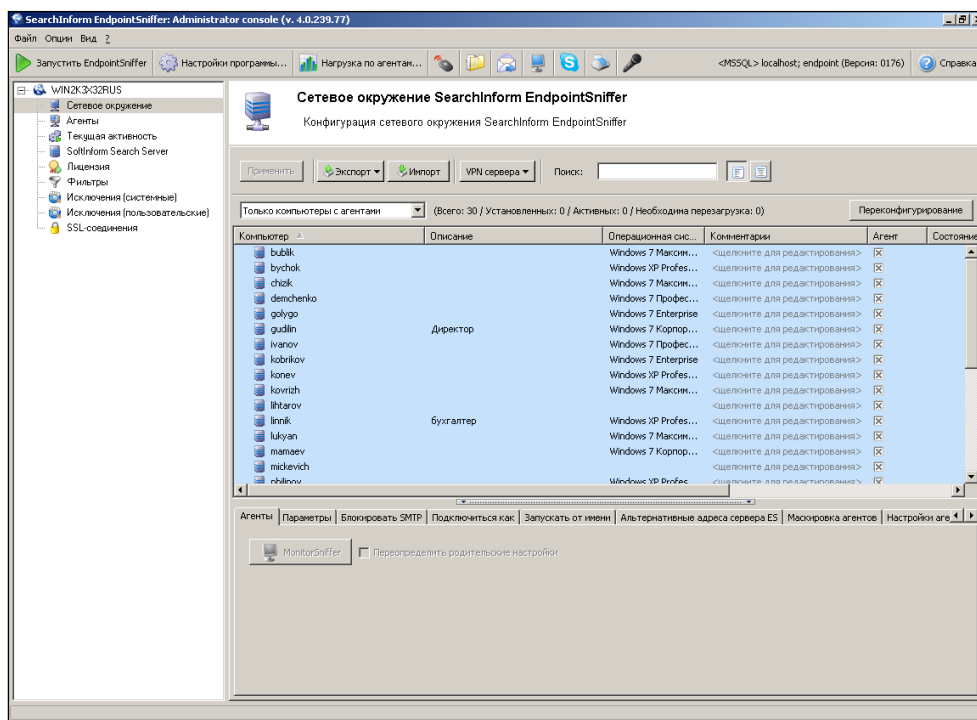 SearchInform EndpointSniffer: Administrator console (v. 4.0.239.77)
Файл Опции Вид ?
Запустить EndpointSniffer Настройки программы... Нагрузка по агентам... <MSSQL> localhost; endpoint (Версия: 0176) Справка
WIN2K3X32RUS
Сетевое окружение
Агенты
Текущая активность
SoftInform Search Server
Лицензия
Фильтры
Исключения (системные)
Исключения (пользовательские)
SSL-соединения
Сетевое окружение SearchInform EndpointSniffer
Конфигурация сетевого окружения SearchInform EndpointSniffer
Применить Экспорт Импорт VPN сервера Поиск:
Только компьютеры с агентами (Всего: 30 / Установленных: 0 / Активных: 0 / Необходима перезагрузка: 0) Переконфигурирование
Компьютер Описание Операционная сис... Комментарии Агент Состояние
bublik Windows 7 Максим... <щелкните для редактирования>
bychok Windows XP Profes... <щелкните для редактирования>
chizik Windows 7 Максим... <щелкните для редактирования>
demchenko Windows 7 Професс... <щелкните для редактирования>
golygo Windows 7 Enterprise <щелкните для редактирования>
gudilin Директор Windows 7 Корпор... <щелкните для редактирования>
ivanov Windows 7 Професс... <щелкните для редактирования>
kobrikov Windows 7 Enterprise <щелкните для редактирования>
konev Windows XP Profes... <щелкните для редактирования>
kovrizh Windows 7 Максим... <щелкните для редактирования>
lihtarov <щелкните для редактирования>
linnik бухгалтер Windows XP Profes... <щелкните для редактирования>
lukyan Windows 7 Максим... <щелкните для редактирования>
mamaev Windows 7 Корпор... <щелкните для редактирования>
mickevich <щелкните для редактирования>
philipov Windows XP Profes... <щелкните для редактирования>
Агенты Параметры Блокировать SMTP Подключиться как Запускать от имени Альтернативные адреса сервера ES Маскировка агентов Настройки аге
MonitorSniffer Переопределить родительские настройки